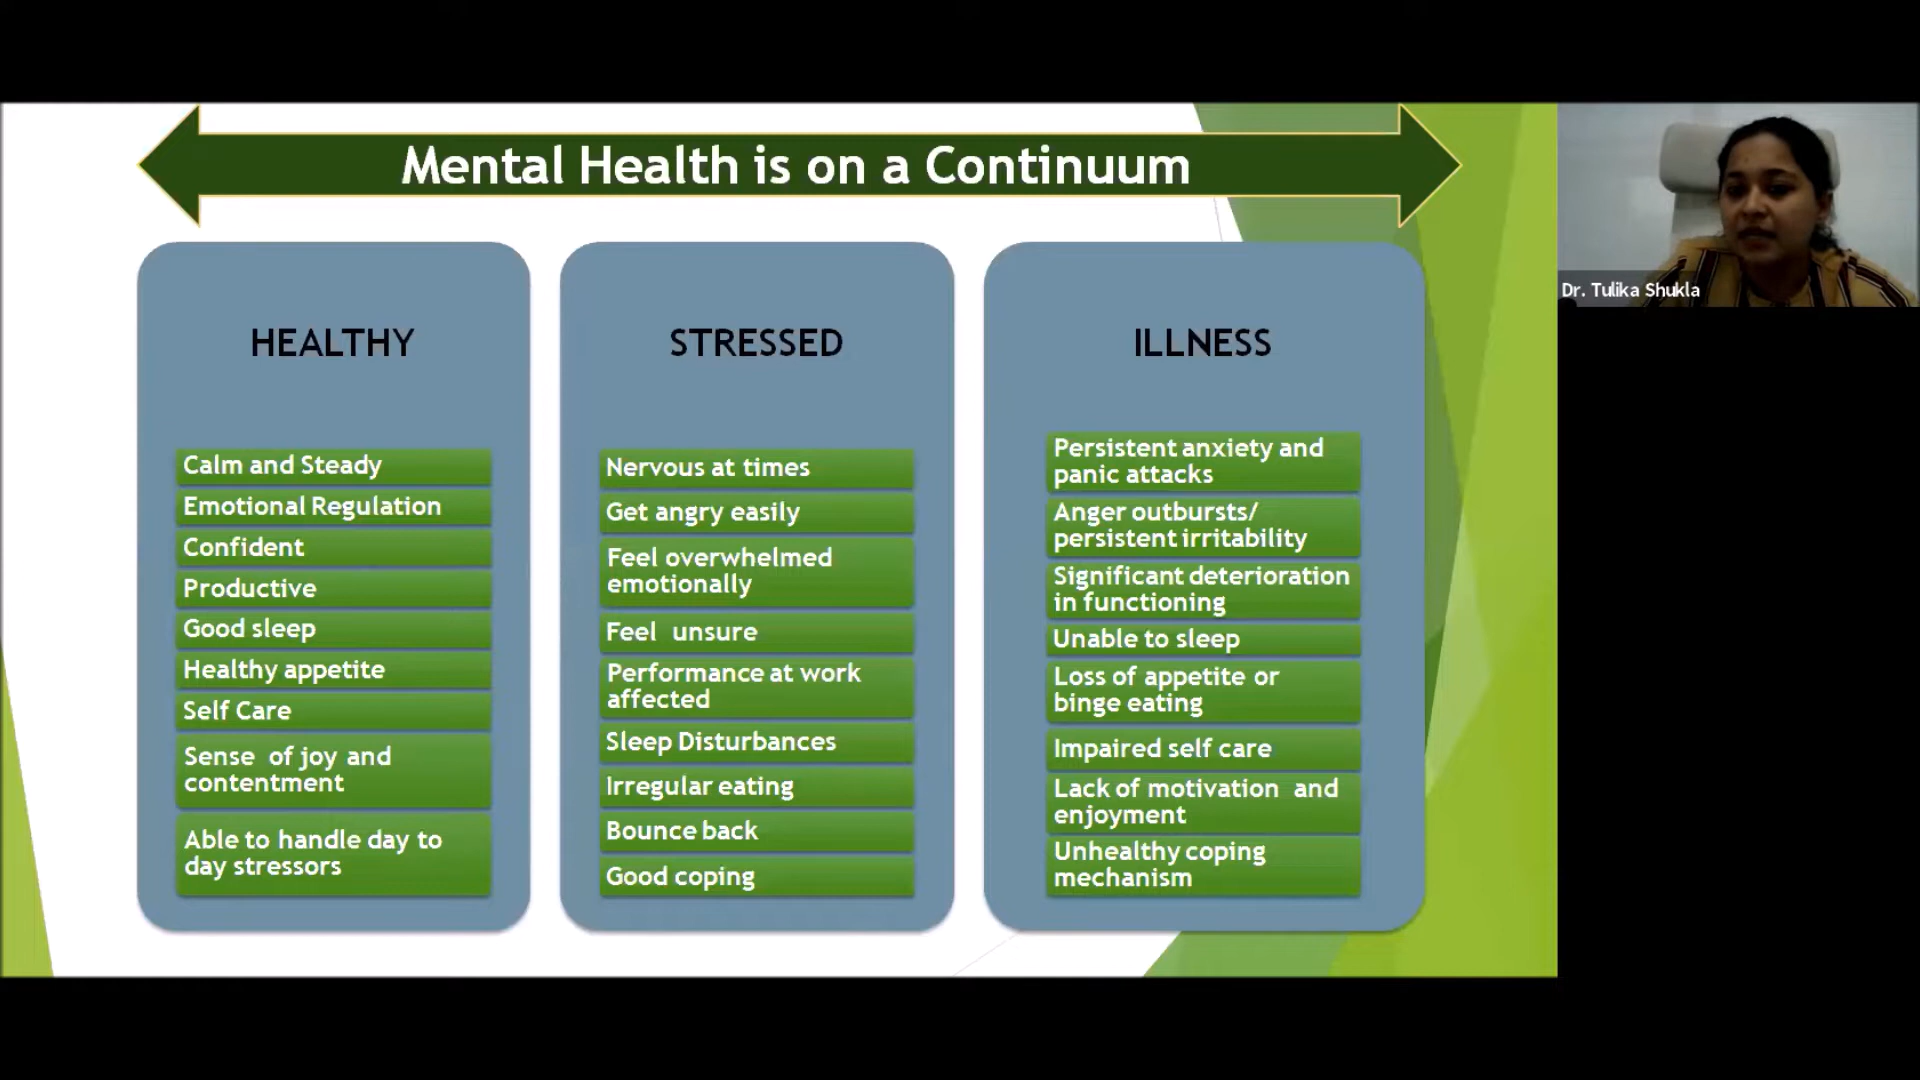 Mental Health is on a Continuum
HEALTHY
Calm and Steady
Emotional Regulation
Confident
Productive
Good sleep
Healthy appetite
Self Care
Sense of joy and
contentment
Able to handle day to
day stressors
STRESSED
Nervous at times
Get angry easily
Feel overwhelmed
emotionally
Feel unsure
Performance at work
affected
Sleep Disturbances
Irregular eating
Bounce back
Good coping
ILLNESS
Persistent anxiety and
panic attacks
Anger outbursts/
persistent irritability
Significant deterioration
in functioning
Unable to sleep
Loss of appetite or
binge eating
Impaired self care
Lack of motivation and
enjoyment
Unhealthy coping
mechanism
Dr. Tulika Shukla